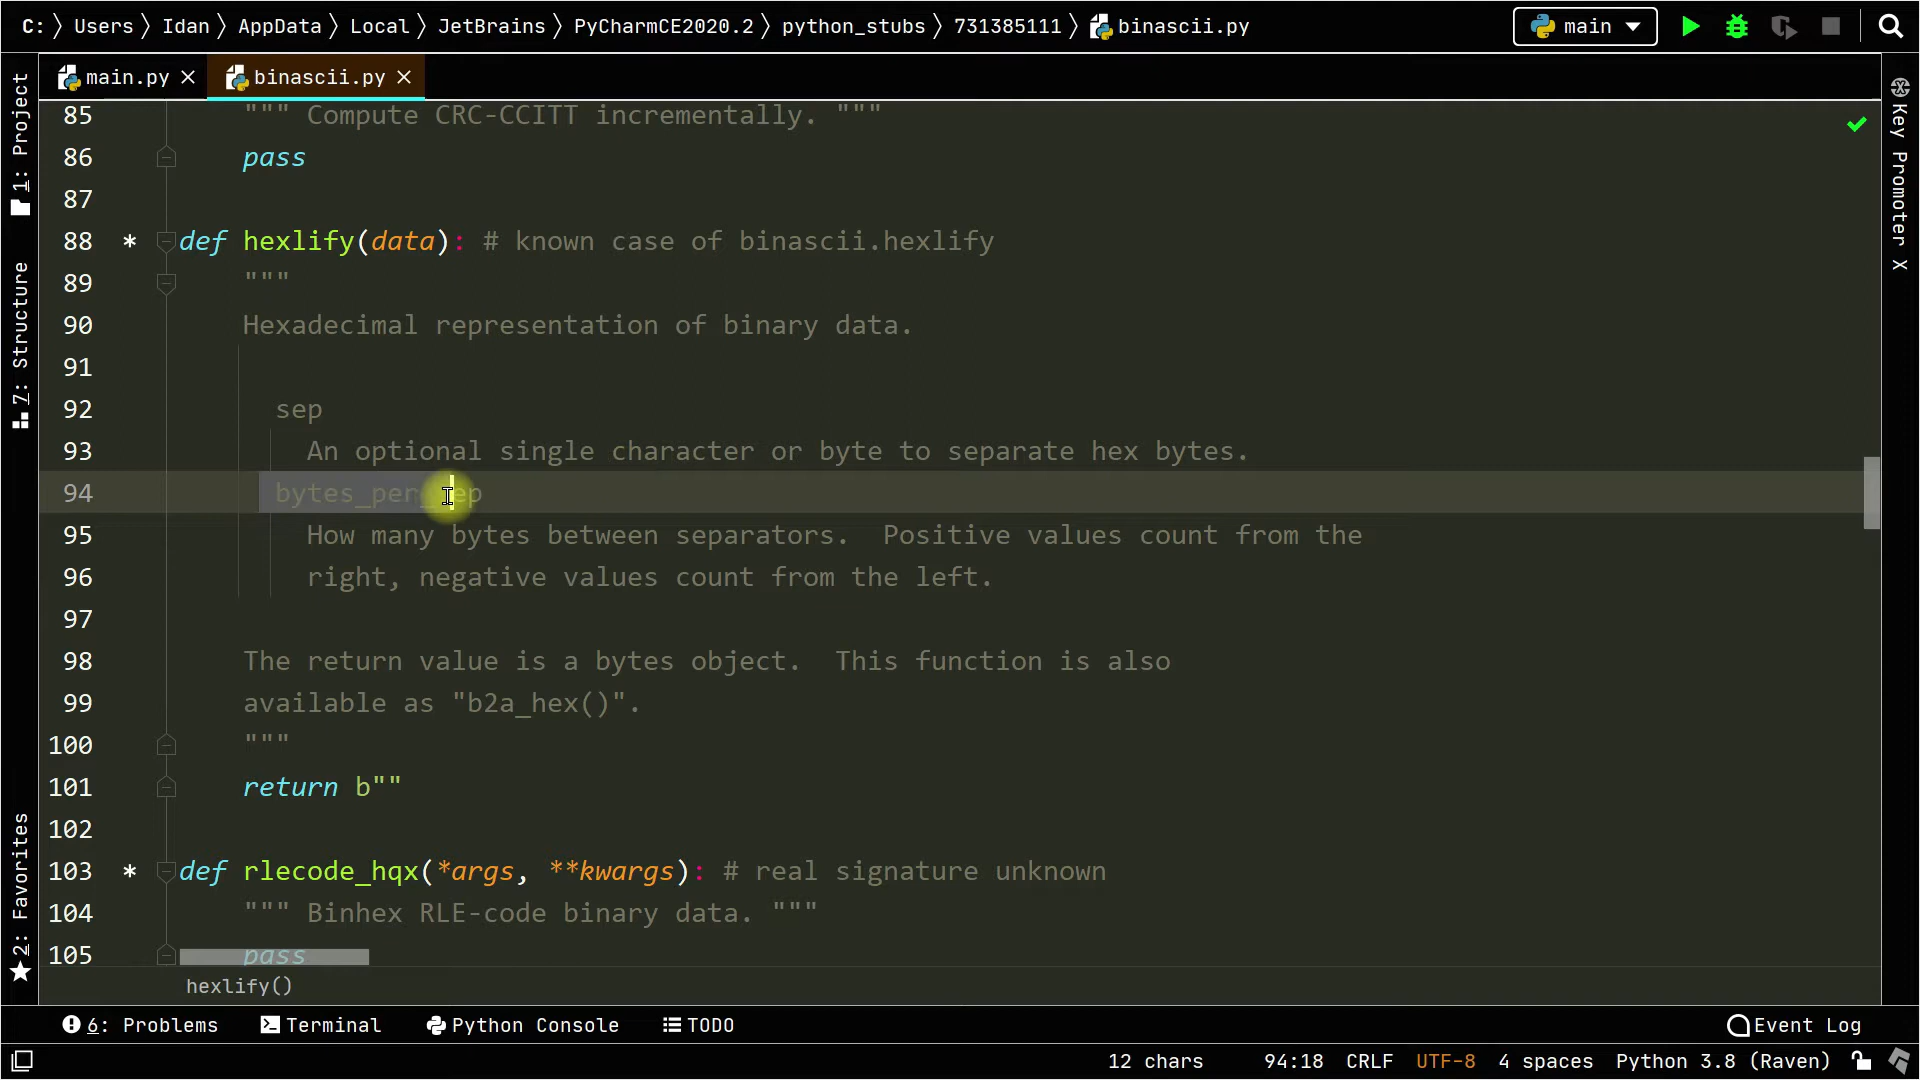 C: Users Idan AppData Local JetBrains PyCharmCE2020.2 python_stubs 731385111 binascii.py main
main.py binascii.py
1: Project
7: Structure
2: Favorites
Key Promoter X
85 """ Compute CRC-CCITT incrementally. """
86 pass
87
88 * def hexlify(data): # known case of binascii.hexlify
89 """
90 Hexadecimal representation of binary data.
91
92 sep
93 An optional single character or byte to separate hex bytes.
94 bytes_per_sep
95 How many bytes between separators.  Positive values count from the
96 right, negative values count from the left.
97
98 The return value is a bytes object.  This function is also
99 available as "b2a_hex()".
100 """
101 return b""
102
103 * def rlecode_hqx(*args, **kwargs): # real signature unknown
104 """ Binhex RLE-code binary data. """
105 pass
hexlify()
6: Problems Terminal Python Console TODO Event Log
12 chars 94:18 CRLF UTF-8 4 spaces Python 3.8 (Raven)